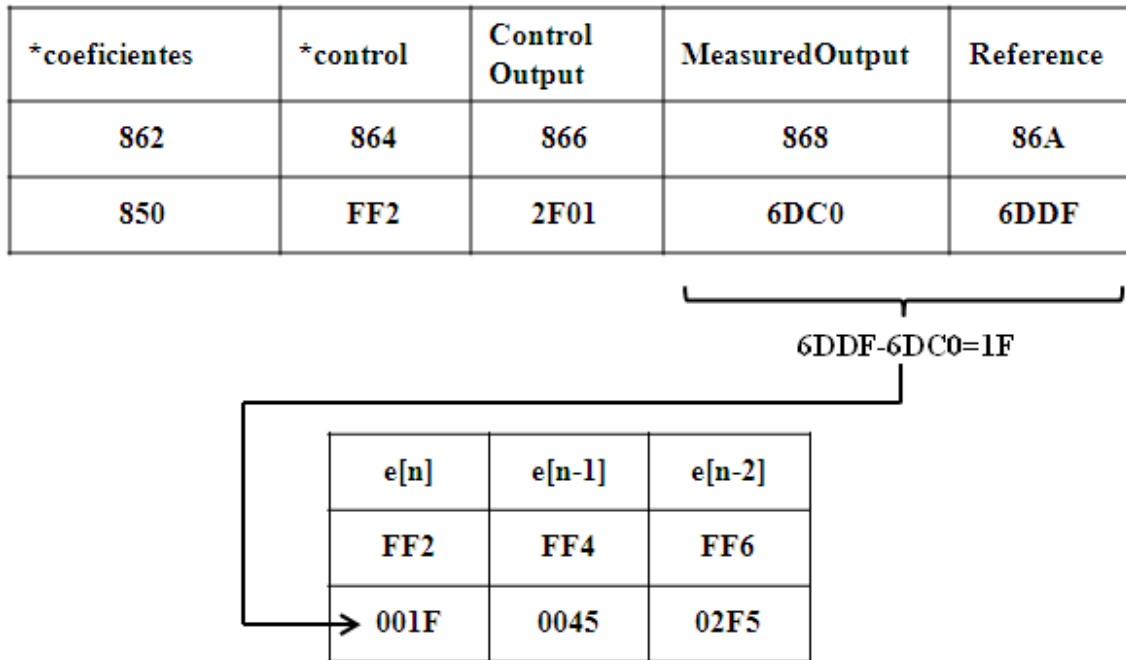 *coeficientes *control Control Output MeasuredOutput Reference
862 864 866 868 86A
850 FF2 2F01 6DC0 6DDF
6DDF-6DC0=1F
e[n] e[n-1] e[n-2]
FF2 FF4 FF6
001F 0045 02F5